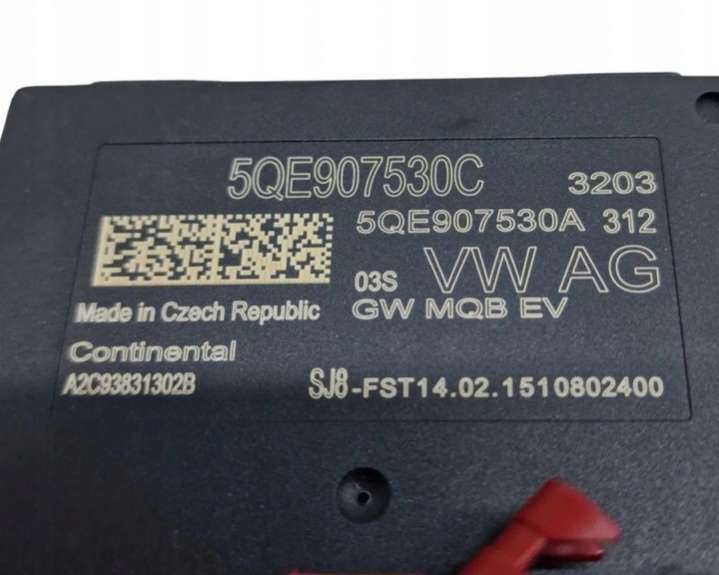 5QE907530C 3203
5QE907530A 312
03S VW AG
Made in Czech Republic GW MQB EV
Continental
A2C93831302B SJ8-FST14.02.1510802400